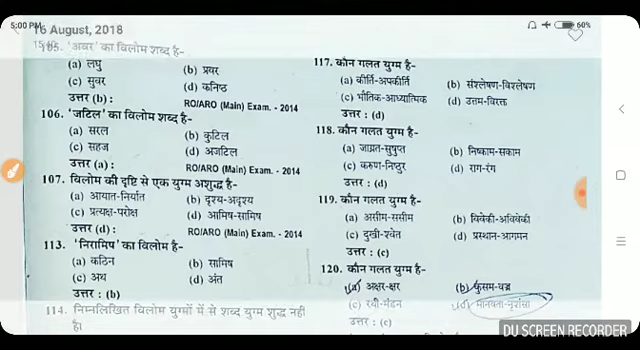 5:00 PM
16 August, 2018
60%
105. 'अवर' का विलोम शब्द है-
(a) लघु (b) प्रवर
(c) सुवर (d) कनिष्ठ
उत्तर (b) :
RO/ARO (Main) Exam. - 2014
106. 'जटिल' का विलोम शब्द है-
(a) सरल (b) कुटिल
(c) सहज (d) अजटिल
उत्तर (a) :
RO/ARO (Main) Exam. - 2014
107. विलोम की दृष्टि से एक युग्म अशुद्ध है-
(a) आयात-निर्यात (b) दृश्य-अदृश्य
(c) प्रत्यक्ष-परोक्ष (d) आमिष-सामिष
उत्तर (d) :
RO/ARO (Main) Exam. - 2014
113. 'निरामिष' का विलोम है-
(a) कठिन (b) सामिष
(c) अथ (d) अंत
उत्तर : (b)
114. निम्नलिखित विलोम युग्मों में से शब्द युग्म शुद्ध नहीं
है।
117. कौन गलत युग्म है-
(a) कीर्ति-अपकीर्ति (b) संश्लेषण-विश्लेषण
(c) भौतिक-आध्यात्मिक (d) उत्तम-विरक्त
उत्तर : (d)
118. कौन गलत युग्म है-
(a) जाग्रत-सुषुप्त (b) निष्काम-सकाम
(c) करुण-निष्ठुर (d) राग-रंग
उत्तर : (d)
119. कौन गलत युग्म है-
(a) असीम-ससीम (b) विवेकी-अविवेकी
(c) दुखी-श्वेत (d) प्रस्थान-आगमन
उत्तर : (c)
120. कौन गलत युग्म है-
(a) अक्षर-क्षर (b) कुसम-वज्र
(c) (d) मानवता-नृशंसा
उत्तर : (c)
DU SCREEN RECORDER